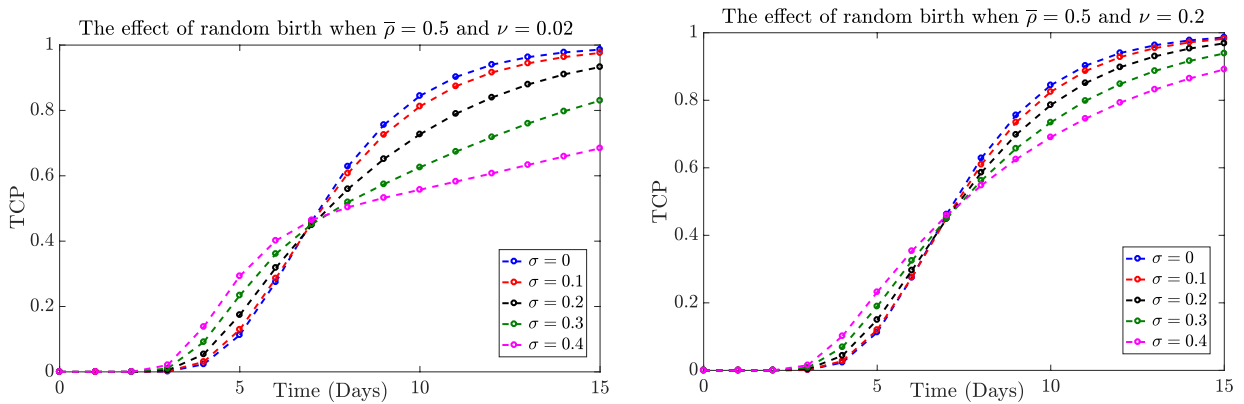 The effect of random birth when ρ̅ = 0.5 and ν = 0.02
1
0.8
0.6
0.4
0.2
0
TCP
0
5
10
15
Time (Days)
σ = 0
σ = 0.1
σ = 0.2
σ = 0.3
σ = 0.4
The effect of random birth when ρ̅ = 0.5 and ν = 0.2
1
0.8
0.6
0.4
0.2
0
TCP
0
5
10
15
Time (Days)
σ = 0
σ = 0.1
σ = 0.2
σ = 0.3
σ = 0.4